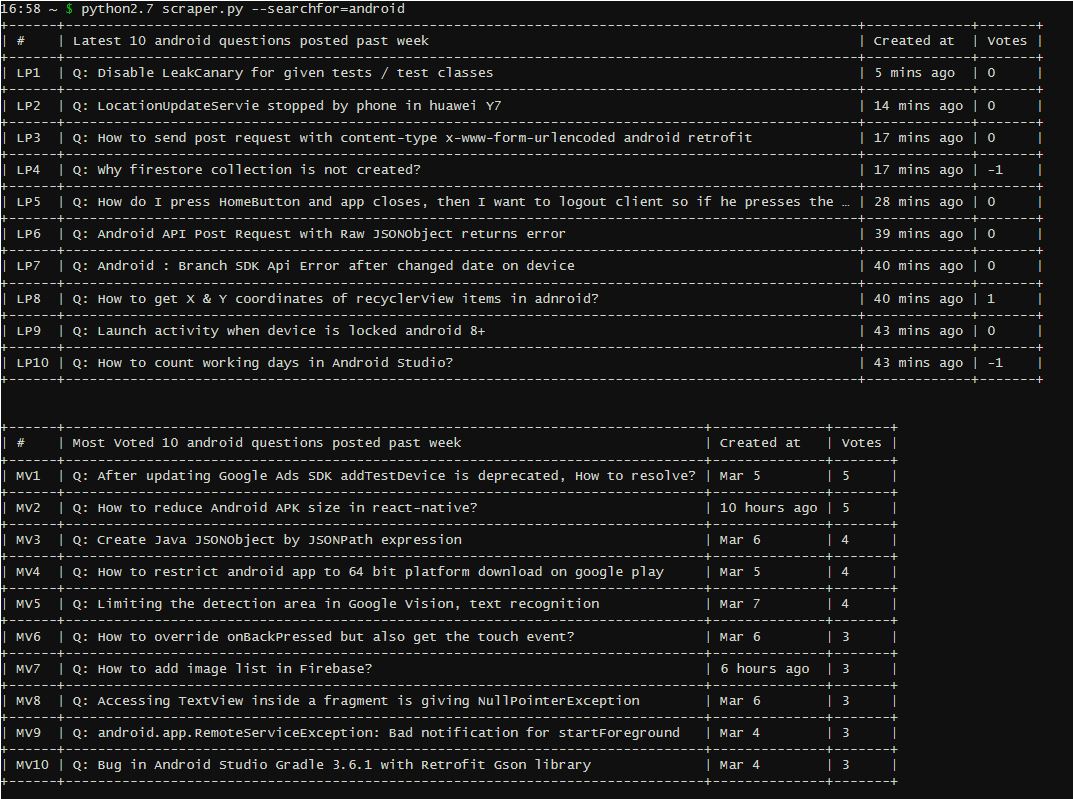 16:58 ~ $ python2.7 scraper.py --searchfor=android
| # | Latest 10 android questions posted past week | Created at | Votes |
| LP1 | Q: Disable LeakCanary for given tests / test classes | 5 mins ago | 0 |
| LP2 | Q: LocationUpdateServie stopped by phone in huawei Y7 | 14 mins ago | 0 |
| LP3 | Q: How to send post request with content-type x-www-form-urlencoded android retrofit | 17 mins ago | 0 |
| LP4 | Q: Why firestore collection is not created? | 17 mins ago | -1 |
| LP5 | Q: How do I press HomeButton and app closes, then I want to logout client so if he presses the … | 28 mins ago | 0 |
| LP6 | Q: Android API Post Request with Raw JSONObject returns error | 39 mins ago | 0 |
| LP7 | Q: Android : Branch SDK Api Error after changed date on device | 40 mins ago | 0 |
| LP8 | Q: How to get X & Y coordinates of recyclerView items in adnroid? | 40 mins ago | 1 |
| LP9 | Q: Launch activity when device is locked android 8+ | 43 mins ago | 0 |
| LP10 | Q: How to count working days in Android Studio? | 43 mins ago | -1 |
| # | Most Voted 10 android questions posted past week | Created at | Votes |
| MV1 | Q: After updating Google Ads SDK addTestDevice is deprecated, How to resolve? | Mar 5 | 5 |
| MV2 | Q: How to reduce Android APK size in react-native? | 10 hours ago | 5 |
| MV3 | Q: Create Java JSONObject by JSONPath expression | Mar 6 | 4 |
| MV4 | Q: How to restrict android app to 64 bit platform download on google play | Mar 5 | 4 |
| MV5 | Q: Limiting the detection area in Google Vision, text recognition | Mar 7 | 4 |
| MV6 | Q: How to override onBackPressed but also get the touch event? | Mar 6 | 3 |
| MV7 | Q: How to add image list in Firebase? | 6 hours ago | 3 |
| MV8 | Q: Accessing TextView inside a fragment is giving NullPointerException | Mar 6 | 3 |
| MV9 | Q: android.app.RemoteServiceException: Bad notification for startForeground | Mar 4 | 3 |
| MV10 | Q: Bug in Android Studio Gradle 3.6.1 with Retrofit Gson library | Mar 4 | 3 |